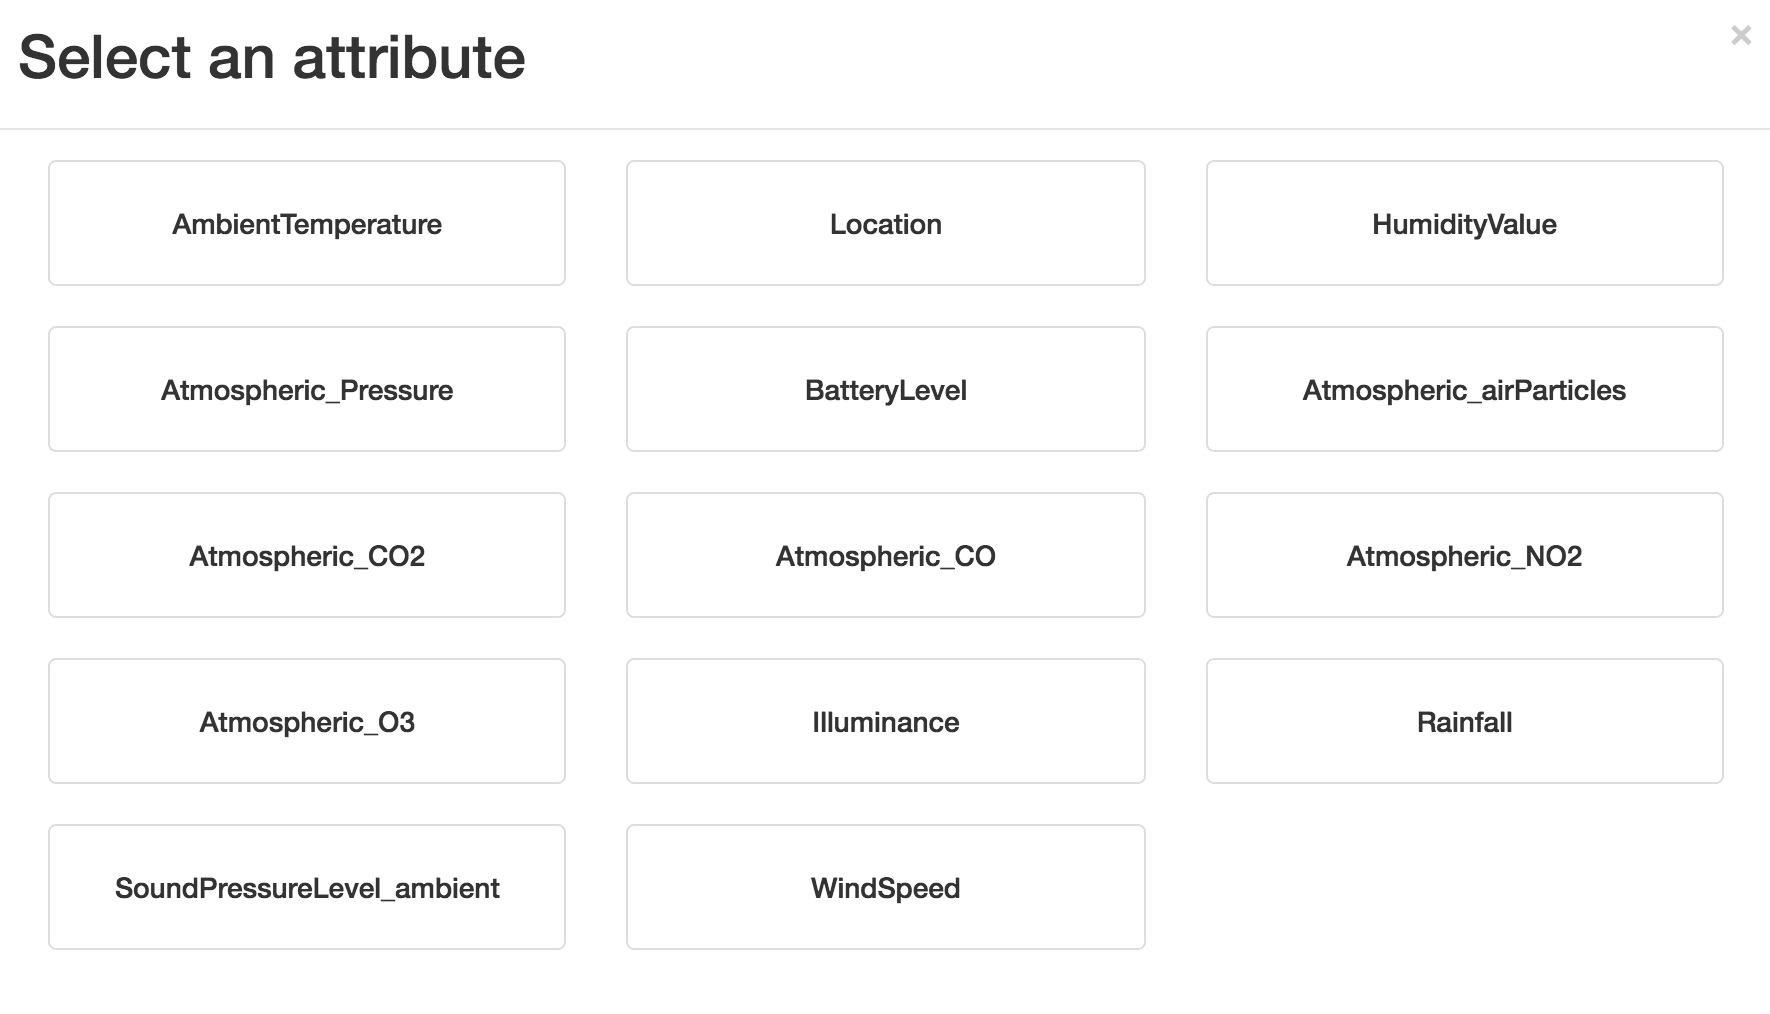 Select an attribute
×
AmbientTemperature
Location
HumidityValue
Atmospheric_Pressure
BatteryLevel
Atmospheric_airParticles
Atmospheric_CO2
Atmospheric_CO
Atmospheric_NO2
Atmospheric_O3
Illuminance
Rainfall
SoundPressureLevel_ambient
WindSpeed